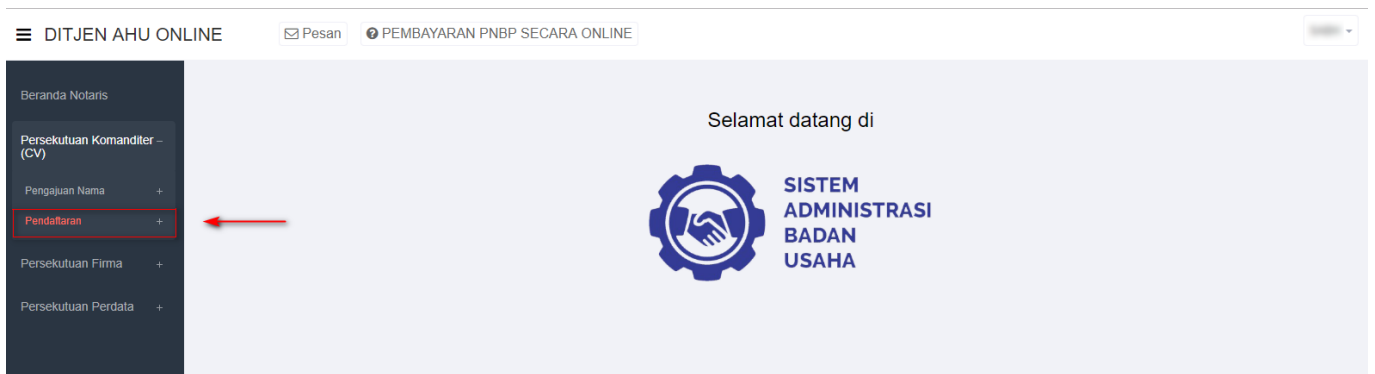 DITJEN AHU ONLINE
Pesan
PEMBAYARAN PNBP SECARA ONLINE
Beranda Notaris
Persekutuan Komanditer –
(CV)
Pengajuan Nama +
Pendaftaran +
Persekutuan Firma +
Persekutuan Perdata +
Selamat datang di
SISTEM
ADMINISTRASI
BADAN
USAHA